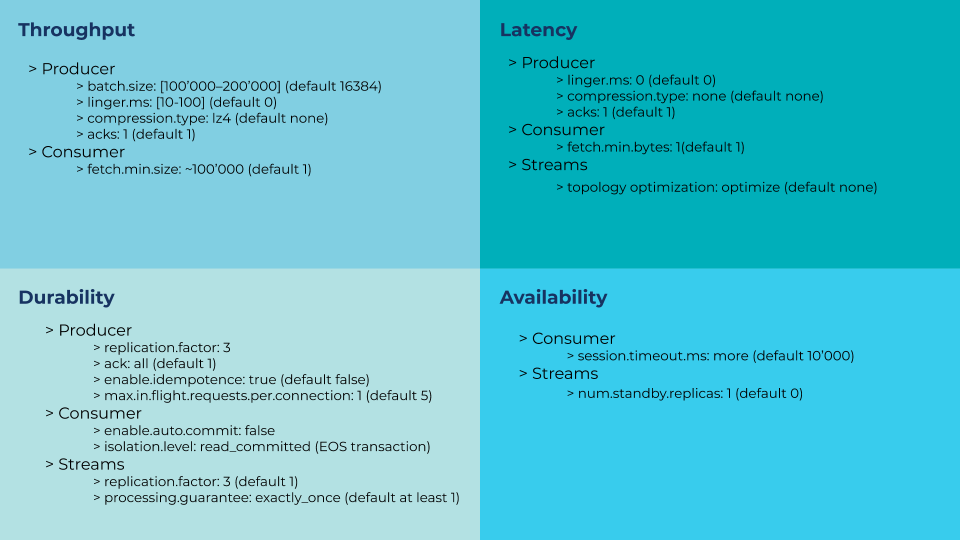 Throughput
> Producer
> batch.size: [100’000–200’000] (default 16384)
> linger.ms: [10-100] (default 0)
> compression.type: lz4 (default none)
> acks: 1 (default 1)
> Consumer
> fetch.min.size: ~100’000 (default 1)
Latency
> Producer
> linger.ms: 0 (default 0)
> compression.type: none (default none)
> acks: 1 (default 1)
> Consumer
> fetch.min.bytes: 1(default 1)
> Streams
> topology optimization: optimize (default none)
Durability
> Producer
> replication.factor: 3
> ack: all (default 1)
> enable.idempotence: true (default false)
> max.in.flight.requests.per.connection: 1 (default 5)
> Consumer
> enable.auto.commit: false
> isolation.level: read_committed (EOS transaction)
> Streams
> replication.factor: 3 (default 1)
> processing.guarantee: exactly_once (default at least 1)
Availability
> Consumer
> session.timeout.ms: more (default 10’000)
> Streams
> num.standby.replicas: 1 (default 0)